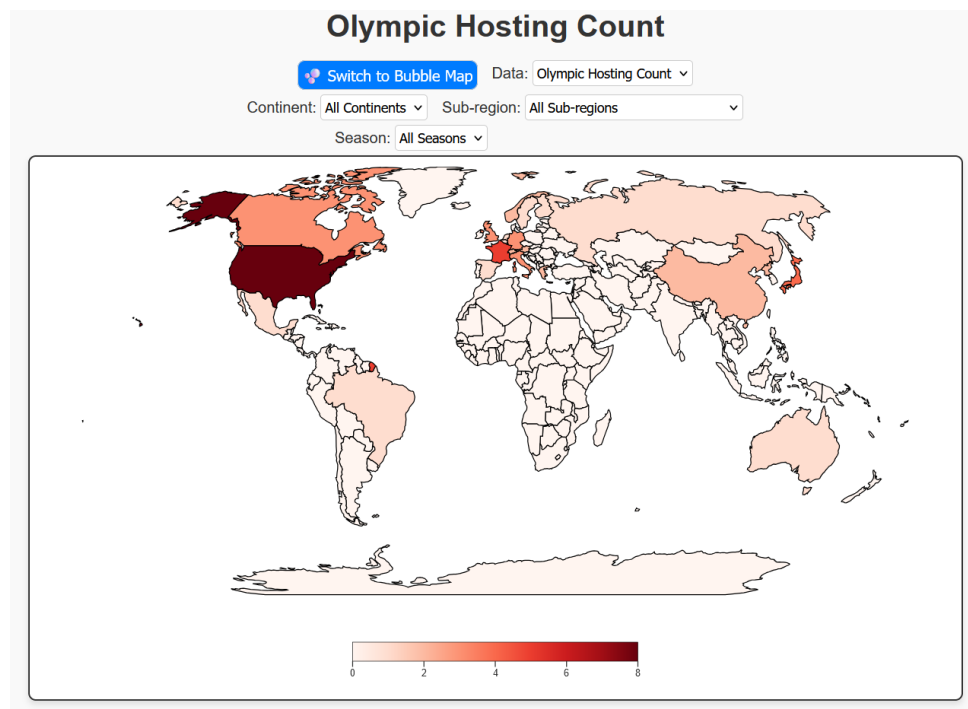 Olympic Hosting Count
Switch to Bubble Map Data: Olympic Hosting Count
Continent: All Continents Sub-region: All Sub-regions
Season: All Seasons
0 2 4 6 8